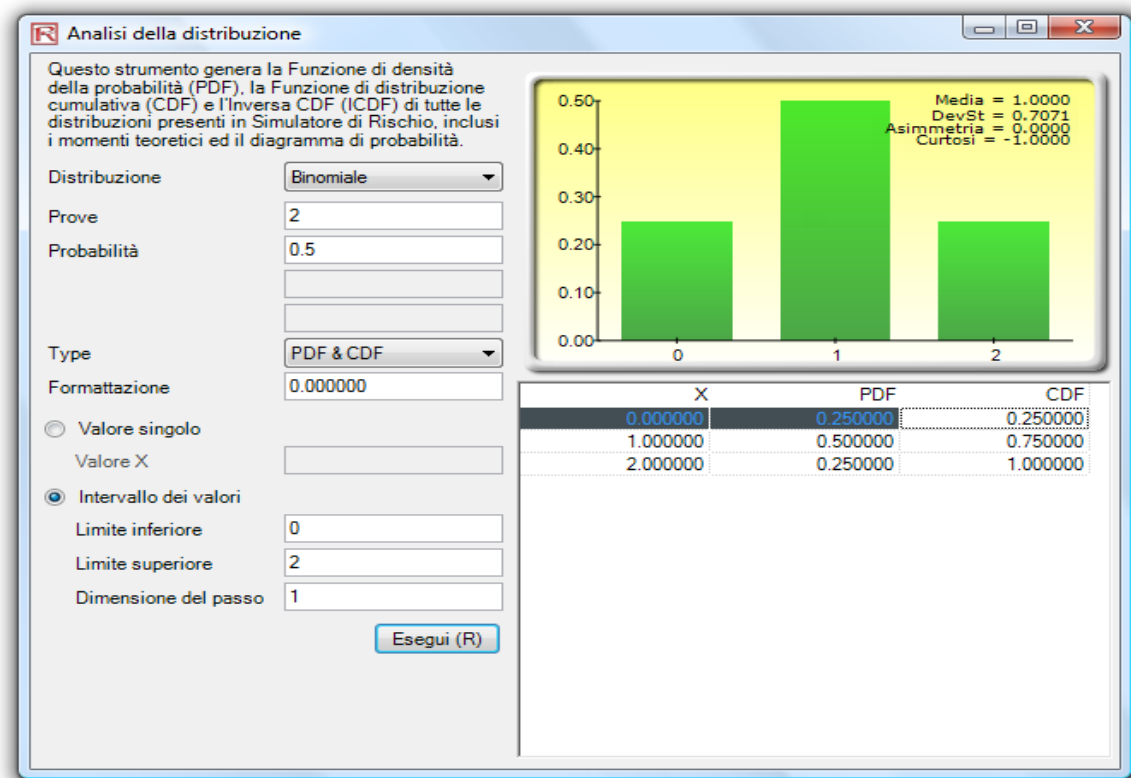 Analisi della distribuzione
Questo strumento genera la Funzione di densità
della probabilità (PDF), la Funzione di distribuzione
cumulativa (CDF) e l'Inversa CDF (ICDF) di tutte le
distribuzioni presenti in Simulatore di Rischio, inclusi
i momenti teoretici ed il diagramma di probabilità.
Distribuzione Binomiale
Prove 2
Probabilità 0.5
Type PDF & CDF
Formattazione 0.000000
Valore singolo
Valore X
Intervallo dei valori
Limite inferiore 0
Limite superiore 2
Dimensione del passo 1
Esegui (R)
Media = 1.0000
DevSt = 0.7071
Asimmetria = 0.0000
Curtosi = -1.0000
0.50
0.40
0.30
0.20
0.10
0.00
0 1 2
X PDF CDF
0.000000 0.250000 0.250000
1.000000 0.500000 0.750000
2.000000 0.250000 1.000000